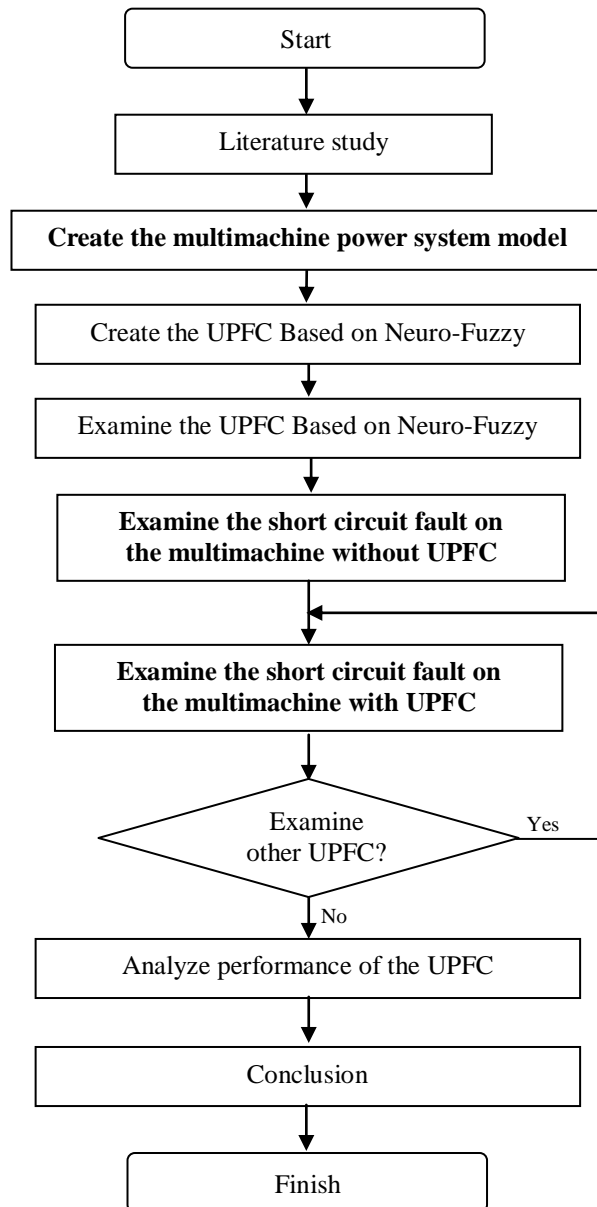 Start
Literature study
Create the multimachine power system model
Create the UPFC Based on Neuro-Fuzzy
Examine the UPFC Based on Neuro-Fuzzy
Examine the short circuit fault on
the multimachine without UPFC
Examine the short circuit fault on
the multimachine with UPFC
Examine
other UPFC?
Yes
No
Analyze performance of the UPFC
Conclusion
Finish